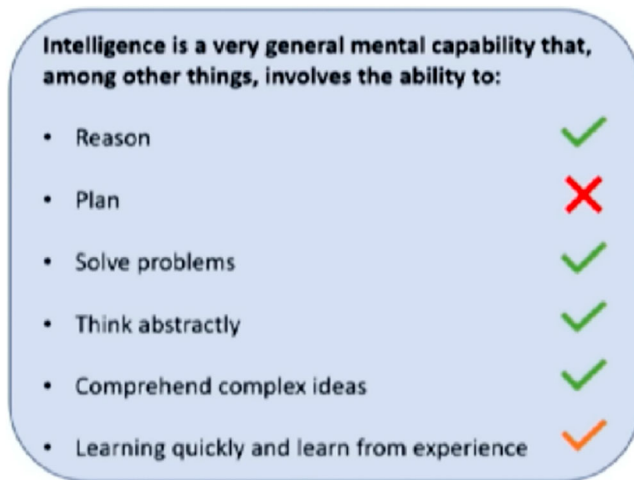 Intelligence is a very general mental capability that,
among other things, involves the ability to:
• Reason
• Plan
• Solve problems
• Think abstractly
• Comprehend complex ideas
• Learning quickly and learn from experience